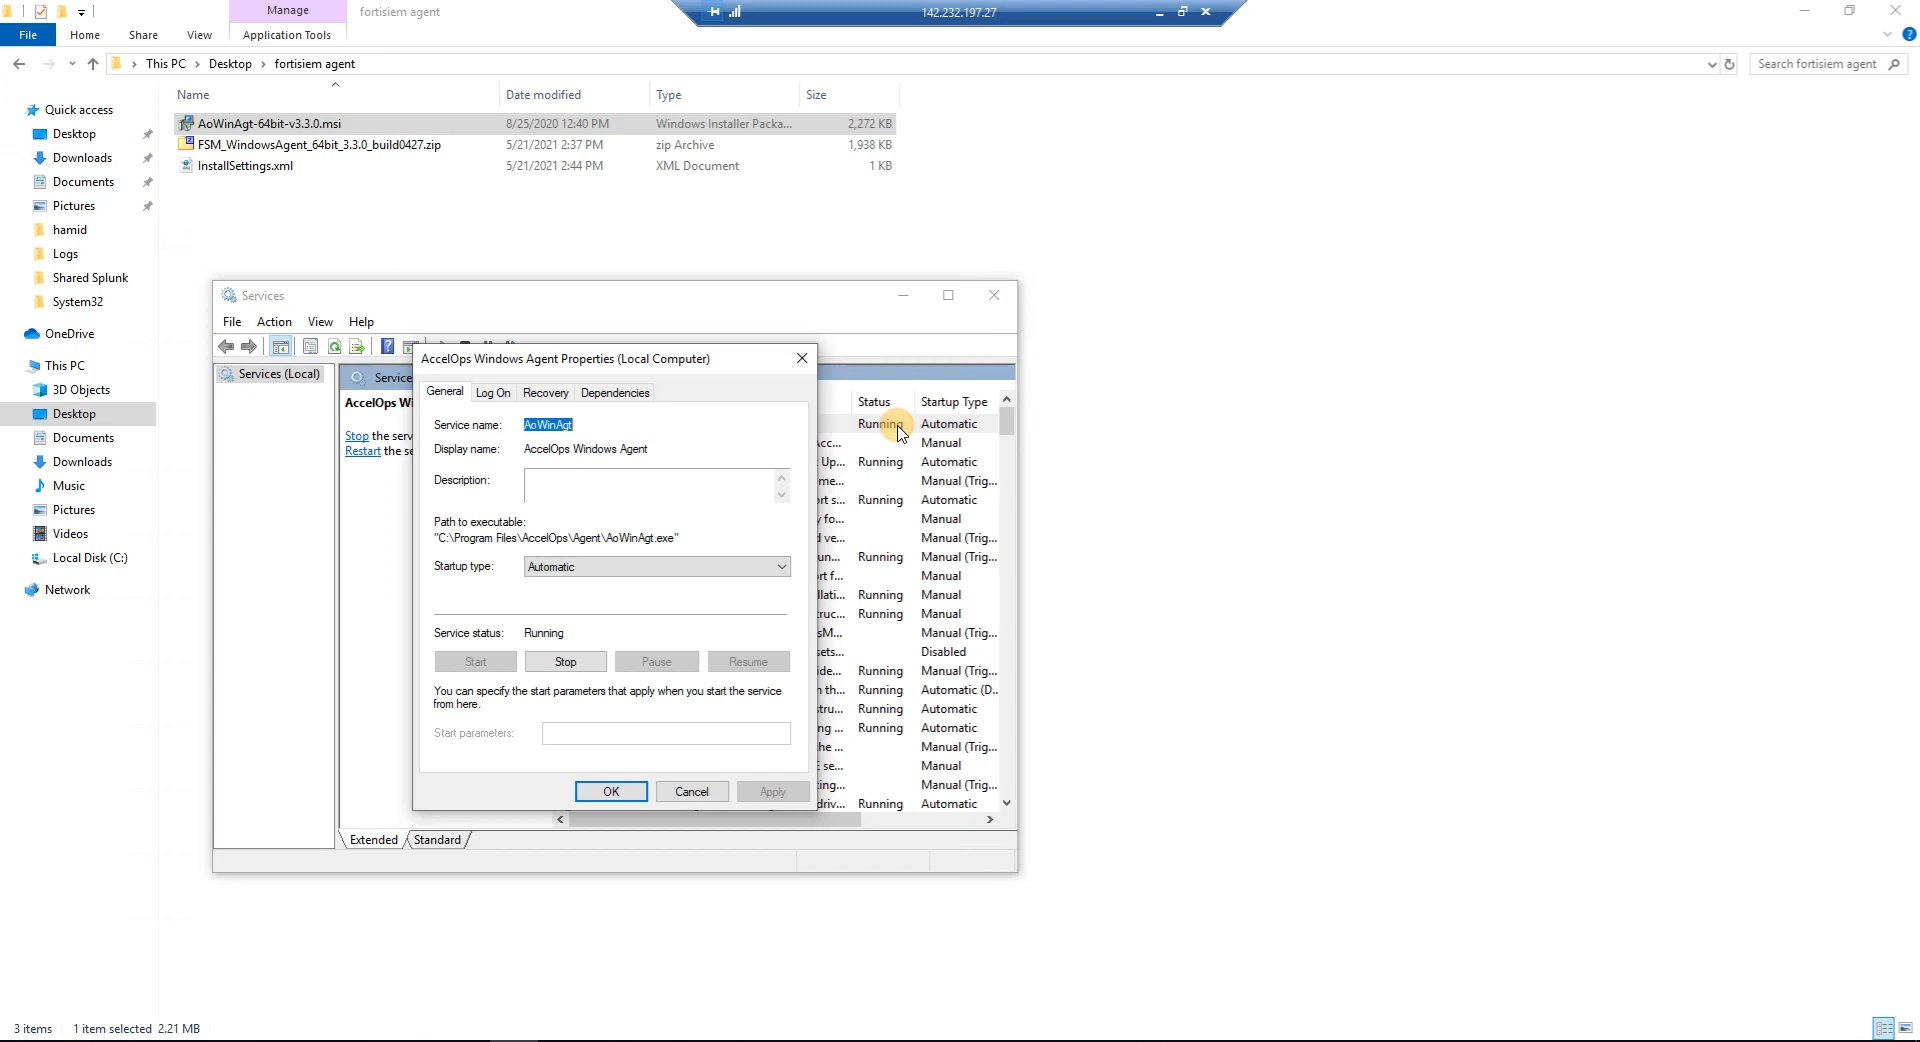 Manage
fortisiem agent
142.232.197.27
File
Home
Share
View
Application Tools
This PC
Desktop
fortisiem agent
Search fortisiem agent
Name
Date modified
Type
Size
AoWinAgt-64bit-v3.3.0.msi
8/25/2020 12:40 PM
Windows Installer Packa...
2,272 KB
FSM_WindowsAgent_64bit_3.3.0_build0427.zip
5/21/2021 2:37 PM
zip Archive
1,938 KB
InstallSettings.xml
5/21/2021 2:44 PM
XML Document
1 KB
Quick access
Desktop
Downloads
Documents
Pictures
hamid
Logs
Shared Splunk
System32
OneDrive
This PC
3D Objects
Desktop
Documents
Downloads
Music
Pictures
Videos
Local Disk (C:)
Network
Services
File
Action
View
Help
Services (Local)
Service
AccelOps Wi
Stop the serv
Restart the se
AccelOps Windows Agent Properties (Local Computer)
General
Log On
Recovery
Dependencies
Service name:
AoWinAgt
Display name:
AccelOps Windows Agent
Description:
Path to executable:
"C:\Program Files\AccelOps\Agent\AoWinAgt.exe"
Startup type:
Automatic
Service status:
Running
Start
Stop
Pause
Resume
You can specify the start parameters that apply when you start the service
from here.
Start parameters:
OK
Cancel
Apply
Status
Startup Type
Running Automatic
Manual
Up... Running Automatic
me... Manual (Trig...
Running Automatic
Manual
Manual (Trig...
Running Manual (Trig...
Manual
Running Manual
Running Manual
Manual (Trig...
Disabled
Running Manual (Trig...
Running Automatic (D..
Running Automatic
Running Automatic
Manual (Trig...
Manual
Manual (Trig...
Running Automatic
Extended
Standard
3 items
1 item selected 2.21 MB